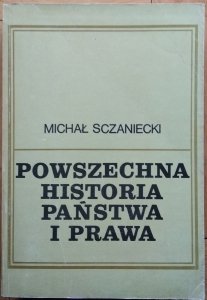 MICHAŁ SCZANIECKI
POWSZECHNA
HISTORIA
PAŃSTWA
I PRAWA